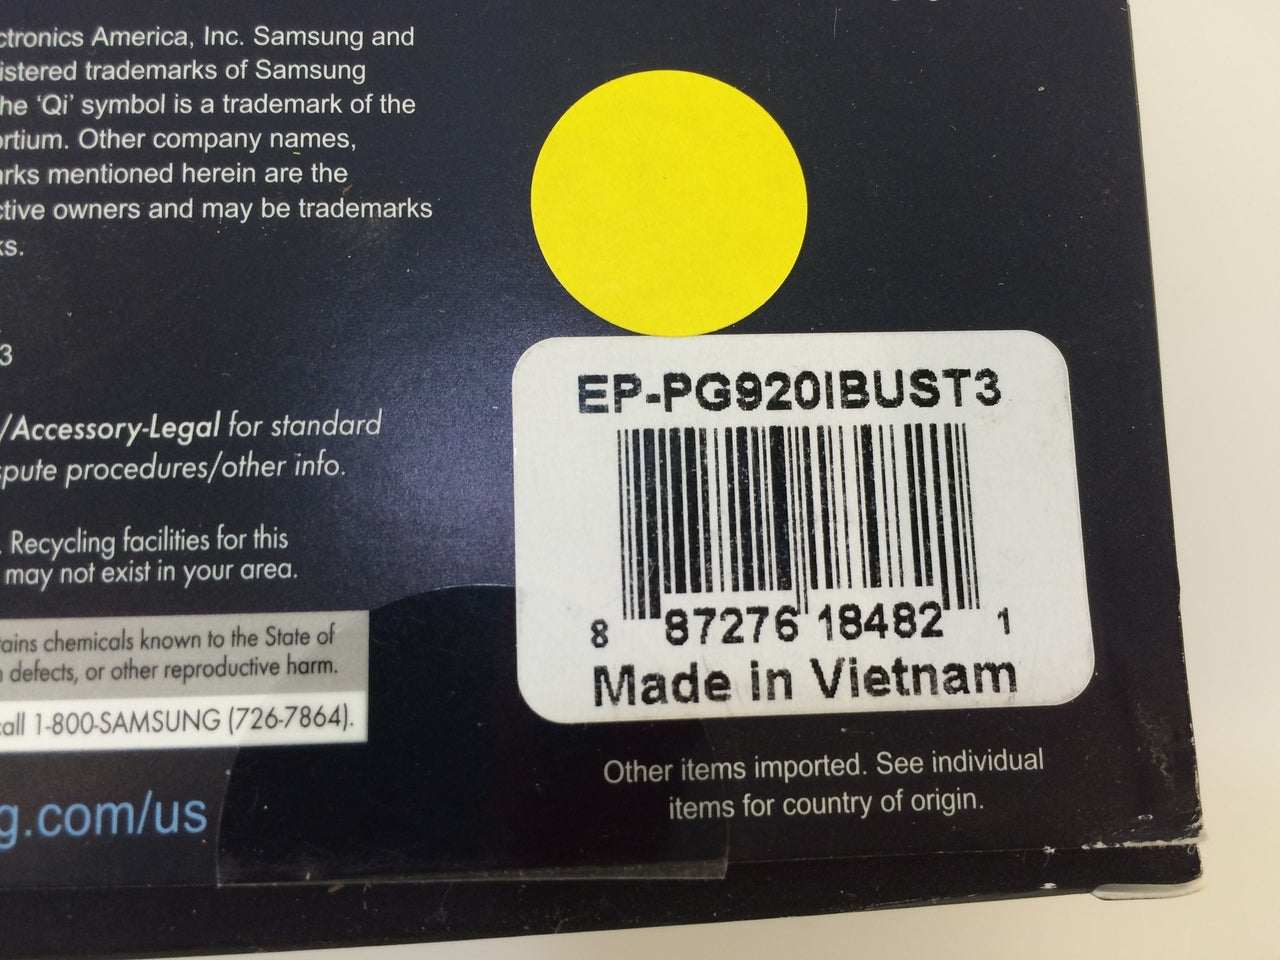 ctronics America, Inc. Samsung and
istered trademarks of Samsung
he ‘Qi’ symbol is a trademark of the
ortium. Other company names,
arks mentioned herein are the
ctive owners and may be trademarks
ks.
3
/Accessory-Legal for standard
spute procedures/other info.
. Recycling facilities for this
may not exist in your area.
tains chemicals known to the State of
n defects, or other reproductive harm.
call 1-800-SAMSUNG (726-7864).
g.com/us
EP-PG920IBUST3
8 87276 18482 1
Made in Vietnam
Other items imported. See individual
items for country of origin.